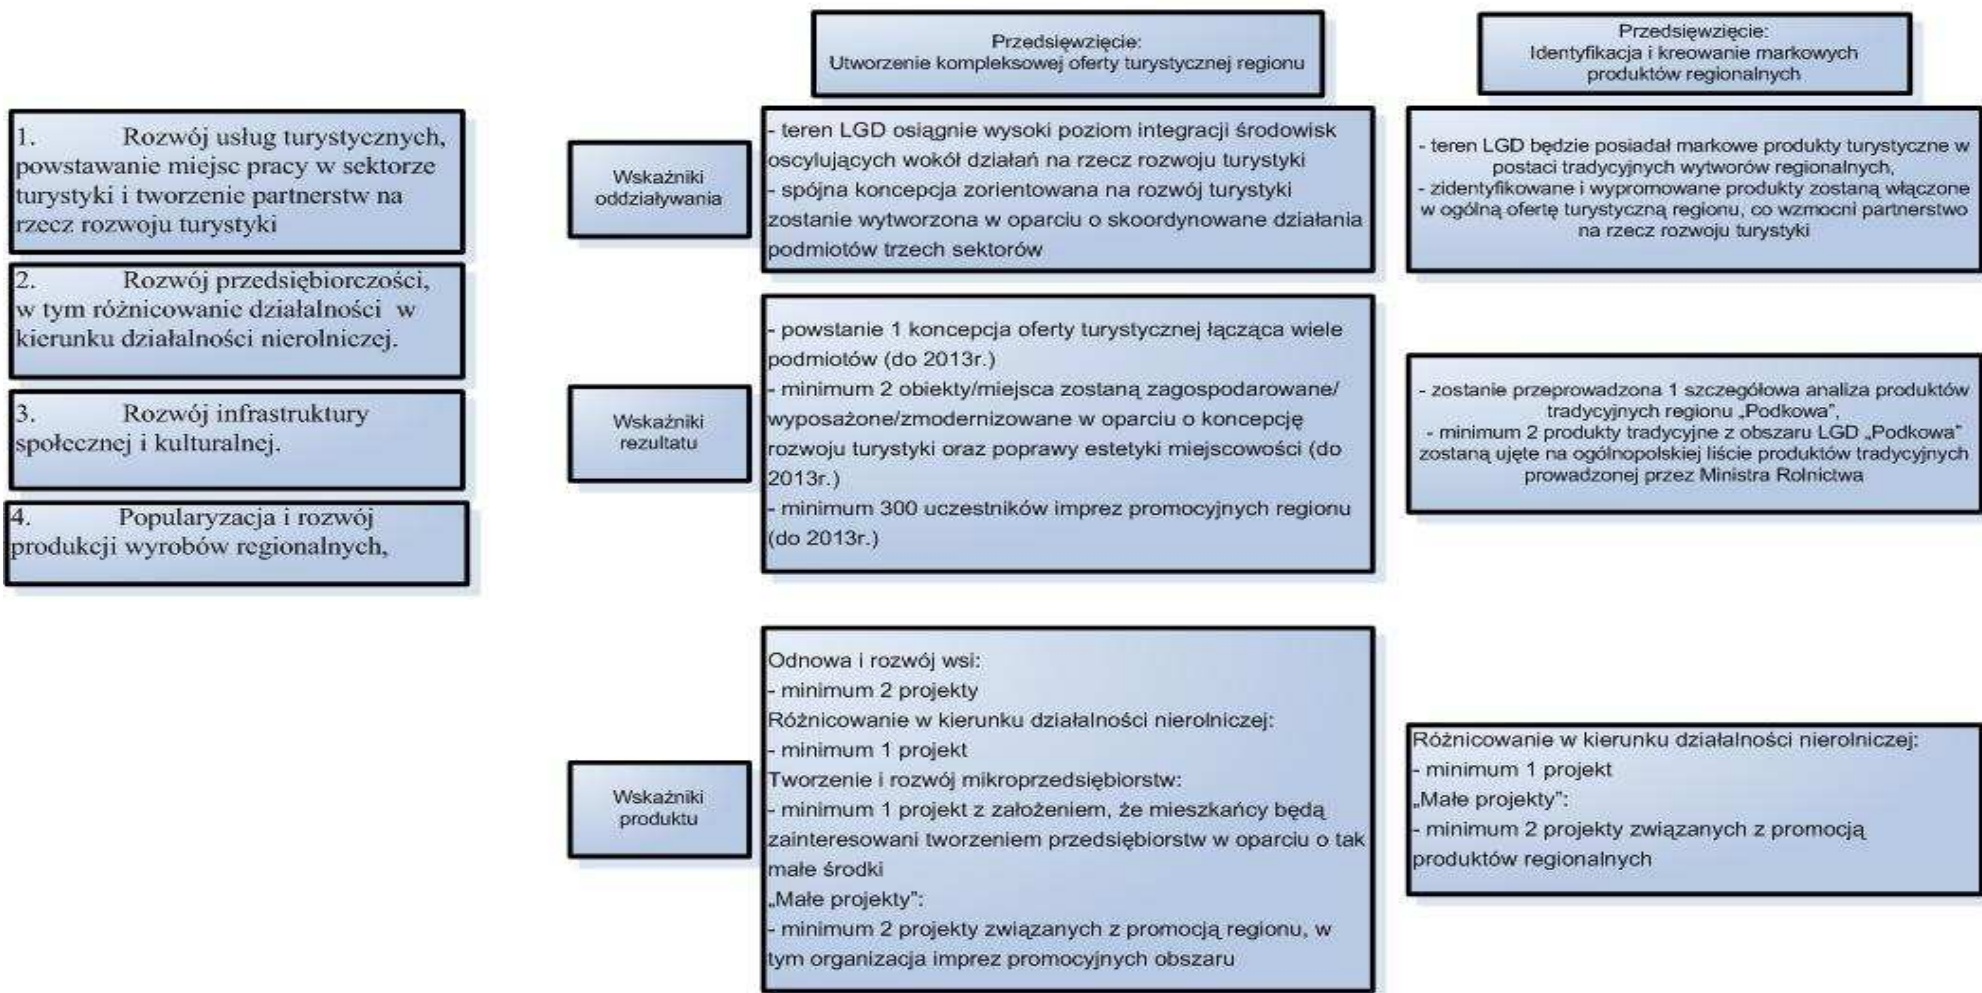 Przedsięwzięcie:
Utworzenie kompleksowej oferty turystycznej regionu
Przedsięwzięcie:
Identyfikacja i kreowanie markowych
produktów regionalnych
1. Rozwój usług turystycznych,
powstawanie miejsc pracy w sektorze
turystyki i tworzenie partnerstw na
rzecz rozwoju turystyki
2. Rozwój przedsiębiorczości,
w tym różnicowanie działalności w
kierunku działalności nierolniczej.
3. Rozwój infrastruktury
społecznej i kulturalnej.
4. Popularyzacja i rozwój
produkcji wyrobów regionalnych,
Wskaźniki
oddziaływania
- teren LGD osiągnie wysoki poziom integracji środowisk
oscylujących wokół działań na rzecz rozwoju turystyki
- spójna koncepcja zorientowana na rozwój turystyki
zostanie wytworzona w oparciu o skoordynowane działania
podmiotów trzech sektorów
- teren LGD będzie posiadał markowe produkty turystyczne w
postaci tradycyjnych wytworów regionalnych,
- zidentyfikowane i wypromowane produkty zostaną włączone
w ogólną ofertę turystyczną regionu, co wzmocni partnerstwo
na rzecz rozwoju turystyki
Wskaźniki
rezultatu
- powstanie 1 koncepcja oferty turystycznej łącząca wiele
podmiotów (do 2013r.)
- minimum 2 obiekty/miejsca zostaną zagospodarowane/
wyposażone/zmodernizowane w oparciu o koncepcję
rozwoju turystyki oraz poprawy estetyki miejscowości (do
2013r.)
- minimum 300 uczestników imprez promocyjnych regionu
(do 2013r.)
- zostanie przeprowadzona 1 szczegółowa analiza produktów
tradycyjnych regionu „Podkowa”,
- minimum 2 produkty tradycyjne z obszaru LGD „Podkowa”
zostaną ujęte na ogólnopolskiej liście produktów tradycyjnych
prowadzonej przez Ministra Rolnictwa
Wskaźniki
produktu
Odnowa i rozwój wsi:
- minimum 2 projekty
Różnicowanie w kierunku działalności nierolniczej:
- minimum 1 projekt
Tworzenie i rozwój mikroprzedsiębiorstw:
- minimum 1 projekt z założeniem, że mieszkańcy będą
zainteresowani tworzeniem przedsiębiorstw w oparciu o tak
małe środki
„Małe projekty”:
- minimum 2 projekty związanych z promocją regionu, w
tym organizacja imprez promocyjnych obszaru
Różnicowanie w kierunku działalności nierolniczej:
- minimum 1 projekt
„Małe projekty”:
- minimum 2 projekty związanych z promocją
produktów regionalnych